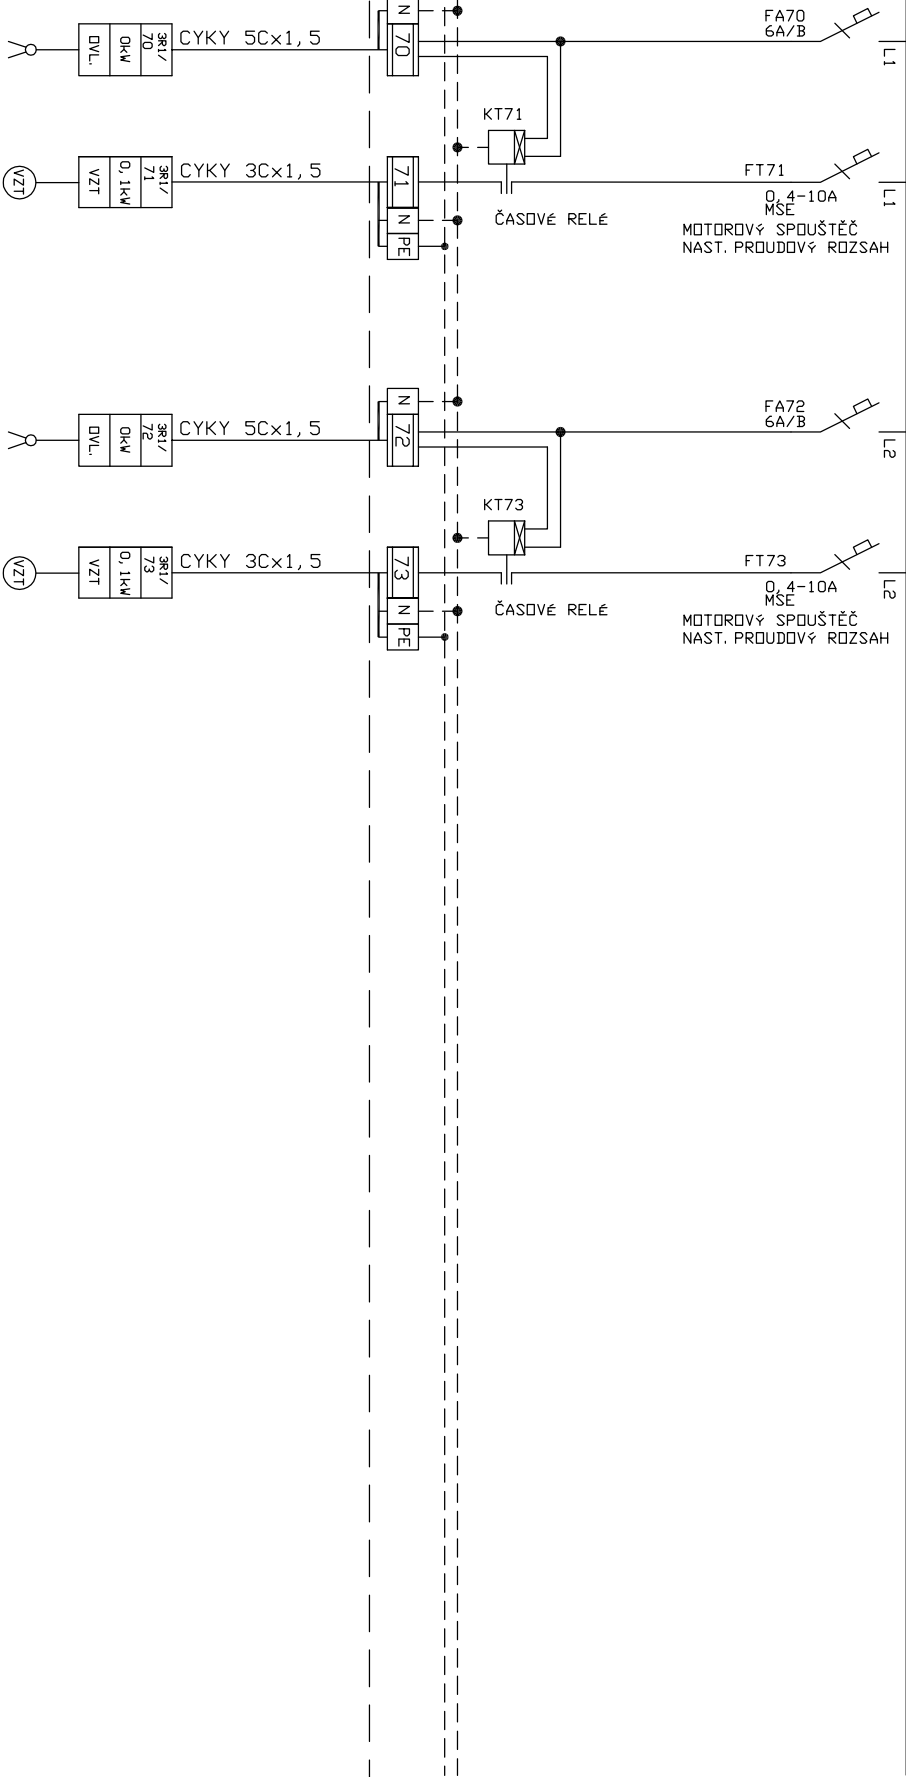 N
FA70
6A/B
L1
OVL.
0kW
3R1/
70
CYKY 5Cx1,5
70
KT71
VZT
VZT
0,1kW
3R1/
71
CYKY 3Cx1,5
71
N
PE
ČASOVÉ RELÉ
FT71
0,4-10A
MSE
MOTOROVÝ SPOUŠTĚČ
NAST. PROUDOVÝ ROZSAH
L1
N
FA72
6A/B
L2
OVL.
0kW
3R1/
72
CYKY 5Cx1,5
72
KT73
VZT
VZT
0,1kW
3R1/
73
CYKY 3Cx1,5
73
N
PE
ČASOVÉ RELÉ
FT73
0,4-10A
MSE
MOTOROVÝ SPOUŠTĚČ
NAST. PROUDOVÝ ROZSAH
L2